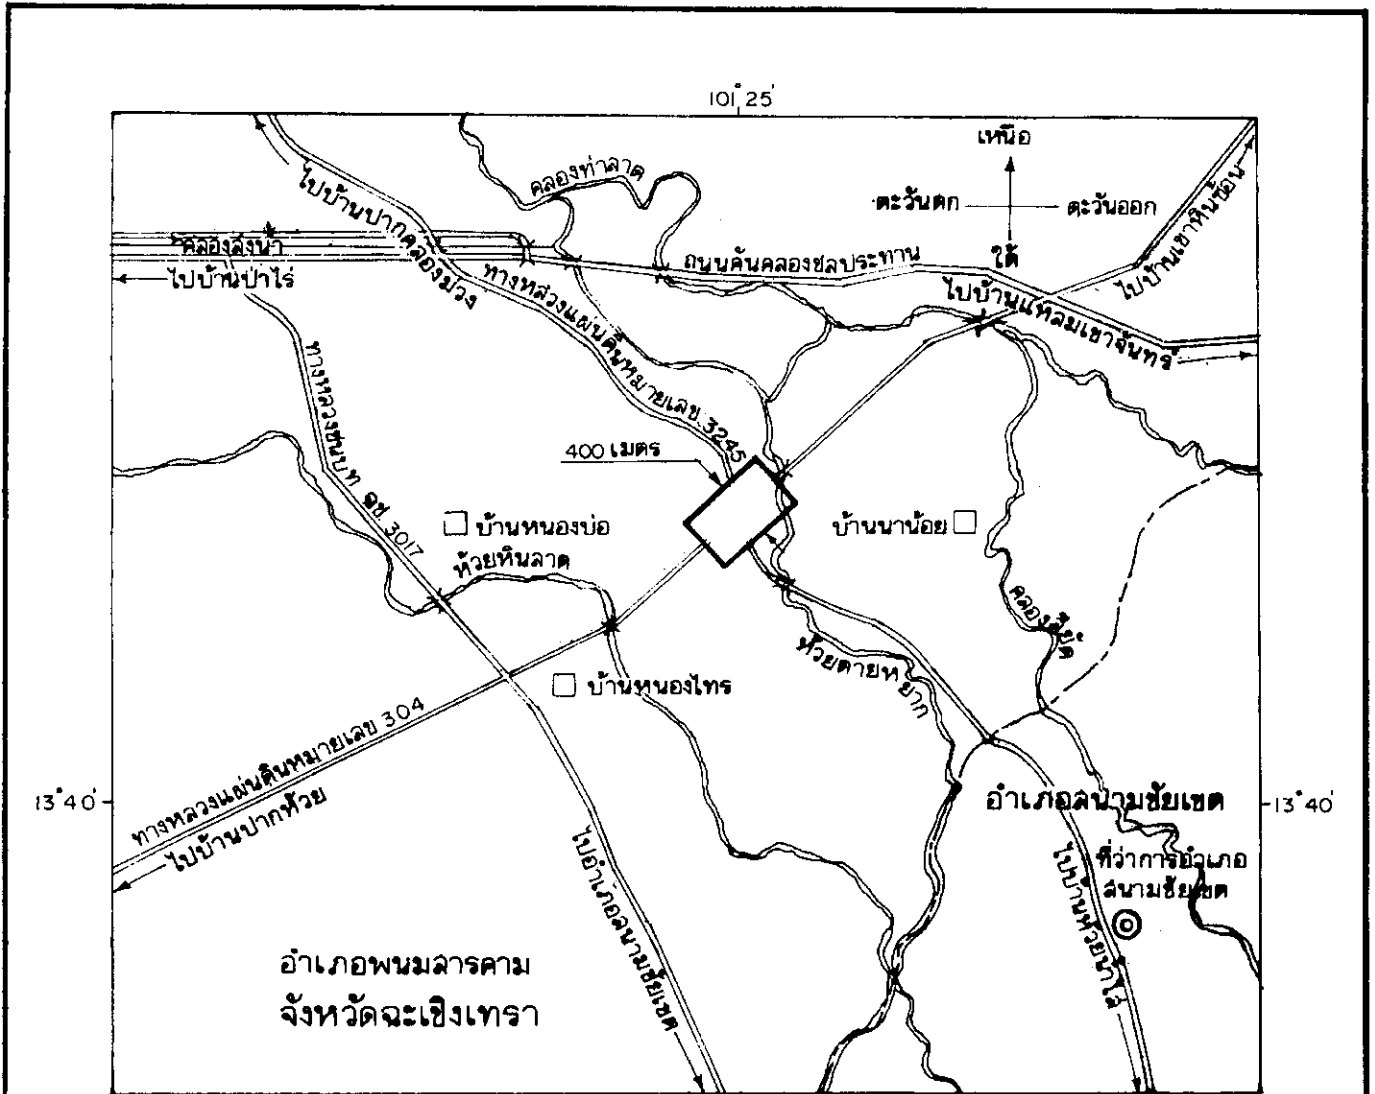 101°25'
เหนือ
ตะวันตก
ตะวันออก
ใต้
คลองท่าลาด
ไปบ้านปากคลองม่วง
คลองส่งน้ำ
ไปบ้านป่าไร่
ถนนคันคลองชลประทาน
ไปบ้านเขาหินซ้อน
ไปบ้านแหลมเขาจันทร์
ทางหลวงแผ่นดินหมายเลข 3245
ทางหลวงชนบท ฉช. 3017
400 เมตร
บ้านหนองบ่อ
บ้านนาน้อย
ห้วยหินลาด
คลองสียัด
ห้วยตายหยาก
บ้านหนองไทร
ทางหลวงแผ่นดินหมายเลข 304
ไปบ้านปากห้วย
13°40'
13°40'
อำเภอสนามชัยเขต
ที่ว่าการอำเภอ
สนามชัยเขต
ไปอำเภอสนามชัยเขต
ไปบ้านห้วยน้ำใส
อำเภอพนมสารคาม
จังหวัดฉะเชิงเทรา